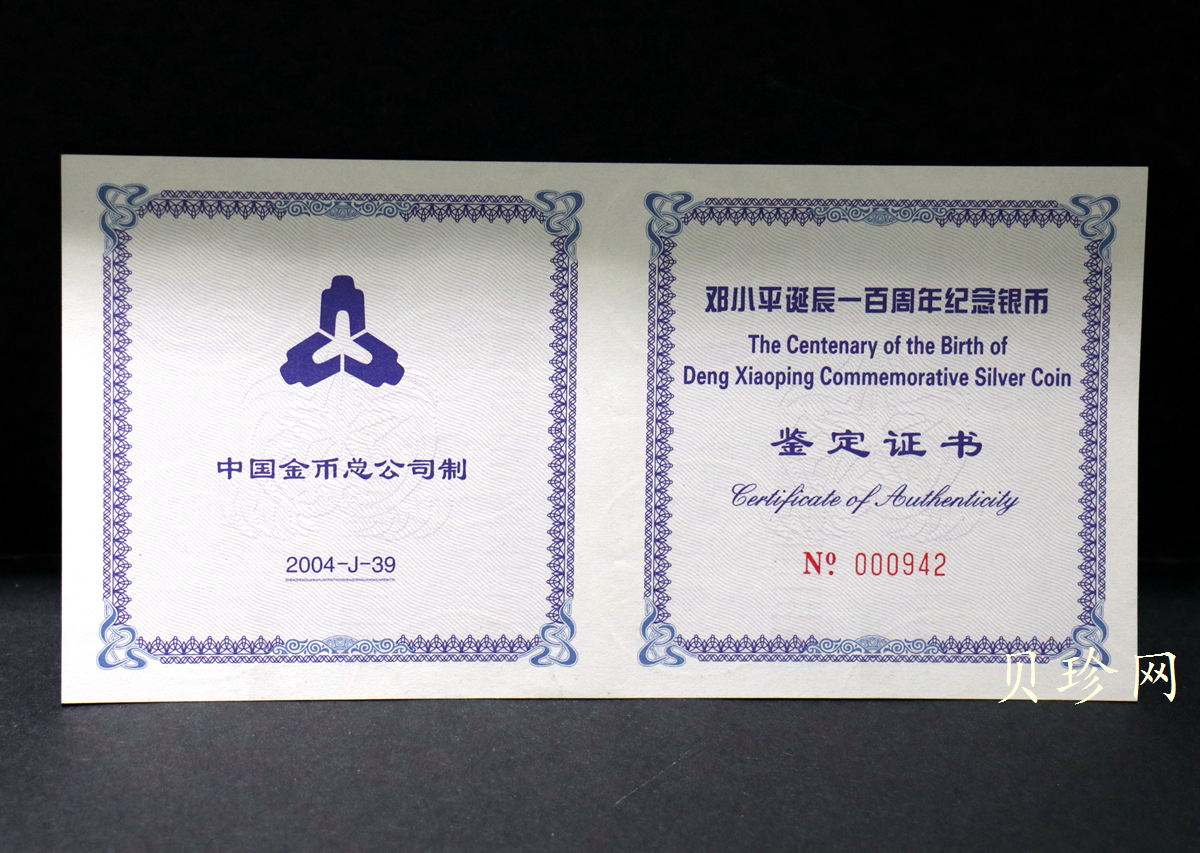 中国金币总公司制
2004-J-39
邓小平诞辰一百周年纪念银币
The Centenary of the Birth of
Deng Xiaoping Commemorative Silver Coin
鉴定证书
Certificate of Authenticity
Nº 000942
贝珍网